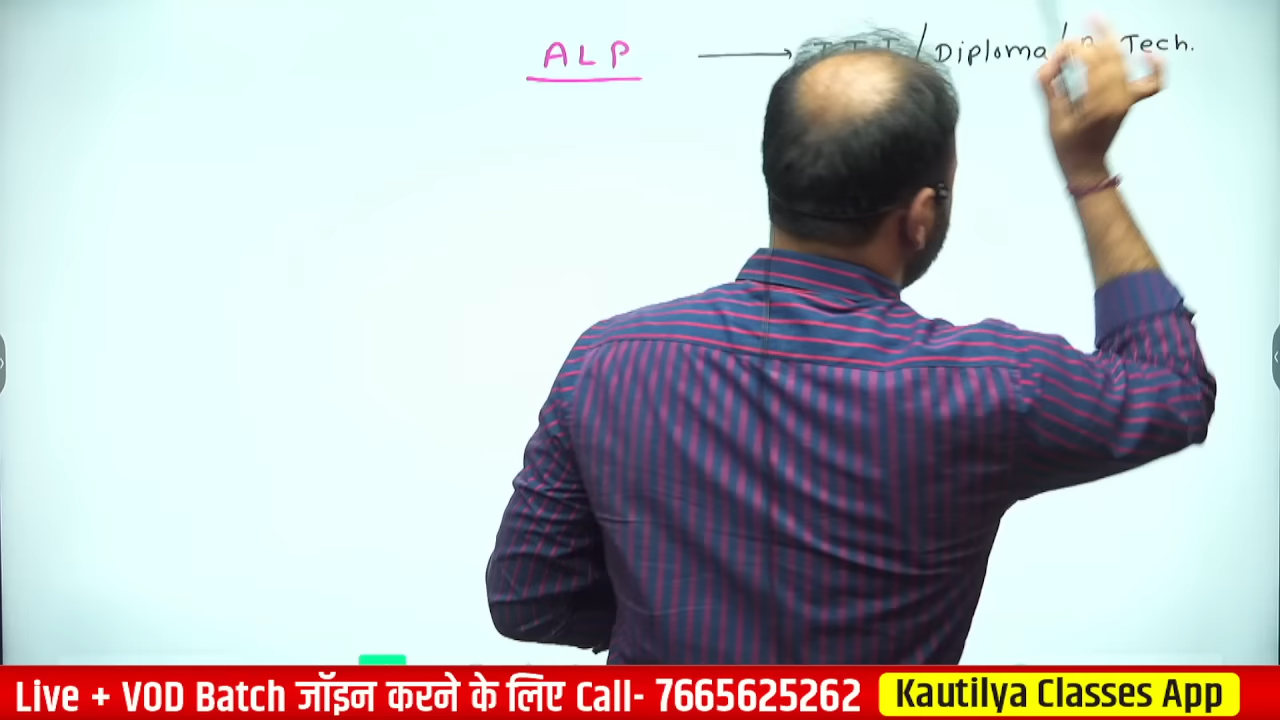 ALP → / Diploma / Tech.
Live + VOD Batch जॉइन करने के लिए Call- 7665625262 Kautilya Classes App